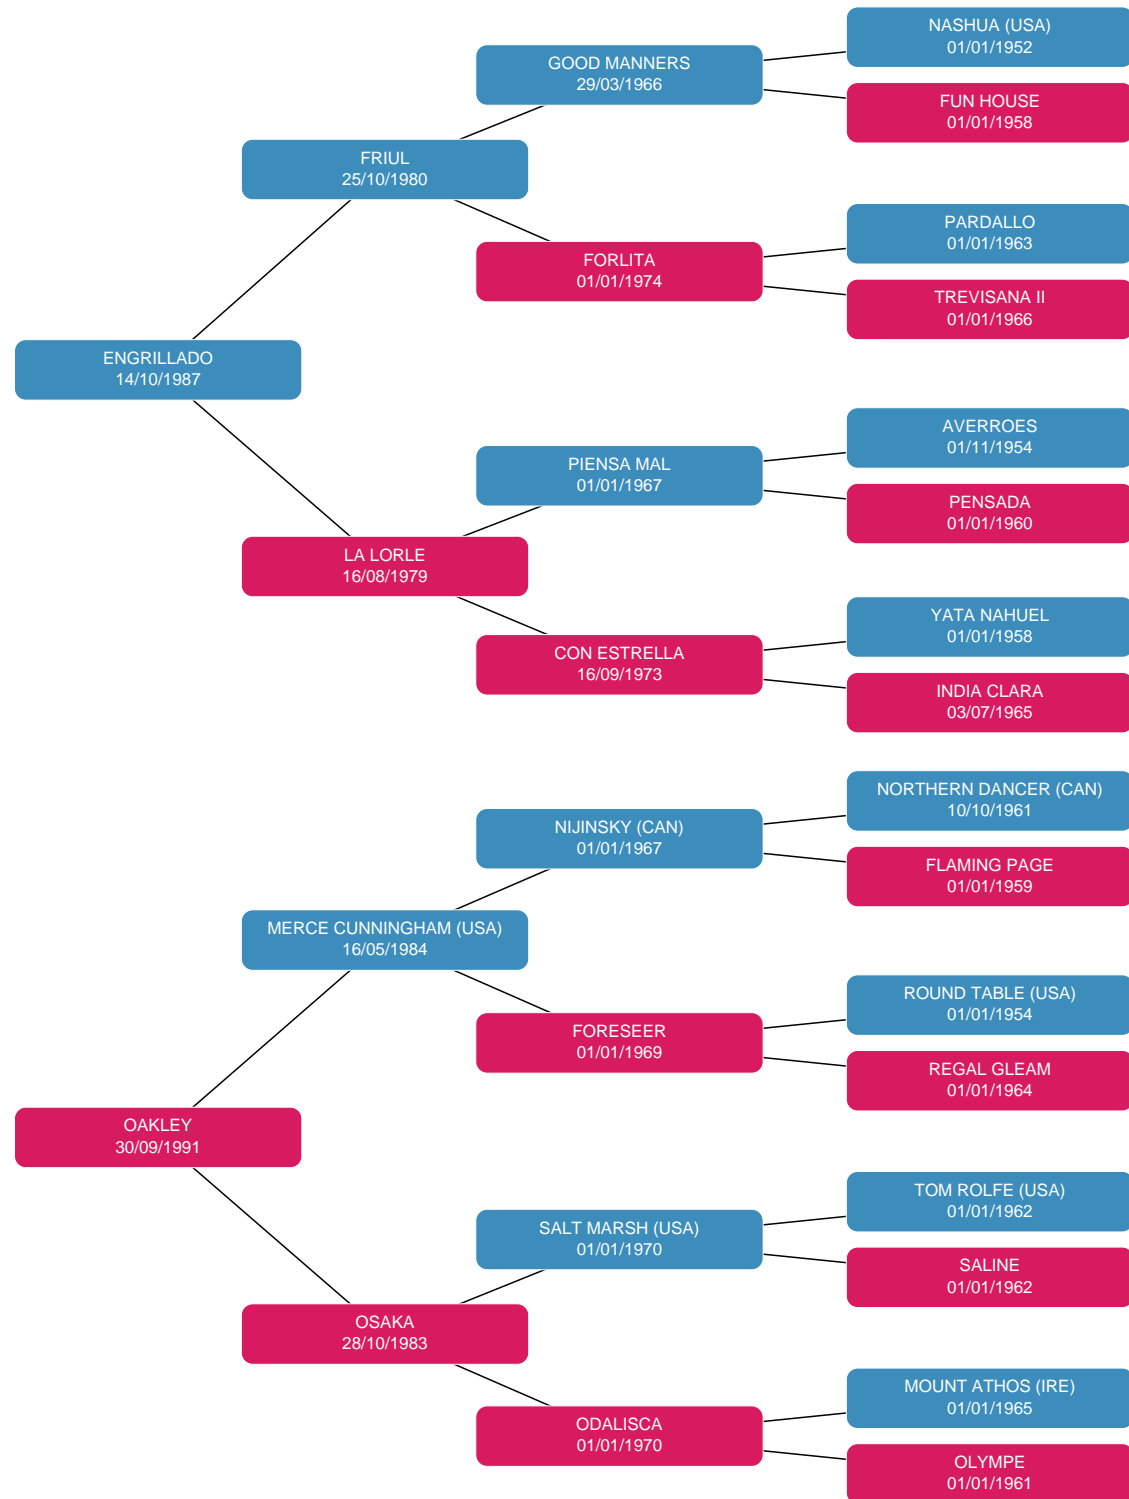 NASHUA (USA)
01/01/1952
GOOD MANNERS
29/03/1966
FUN HOUSE
01/01/1958
FRIUL
25/10/1980
PARDALLO
01/01/1963
FORLITA
01/01/1974
TREVISANA II
01/01/1966
ENGRILLADO
14/10/1987
AVERROES
01/11/1954
PIENSA MAL
01/01/1967
PENSADA
01/01/1960
LA LORLE
16/08/1979
YATA NAHUEL
01/01/1958
CON ESTRELLA
16/09/1973
INDIA CLARA
03/07/1965
NORTHERN DANCER (CAN)
10/10/1961
NIJINSKY (CAN)
01/01/1967
FLAMING PAGE
01/01/1959
MERCE CUNNINGHAM (USA)
16/05/1984
ROUND TABLE (USA)
01/01/1954
FORESEER
01/01/1969
REGAL GLEAM
01/01/1964
OAKLEY
30/09/1991
TOM ROLFE (USA)
01/01/1962
SALT MARSH (USA)
01/01/1970
SALINE
01/01/1962
OSAKA
28/10/1983
MOUNT ATHOS (IRE)
01/01/1965
ODALISCA
01/01/1970
OLYMPE
01/01/1961